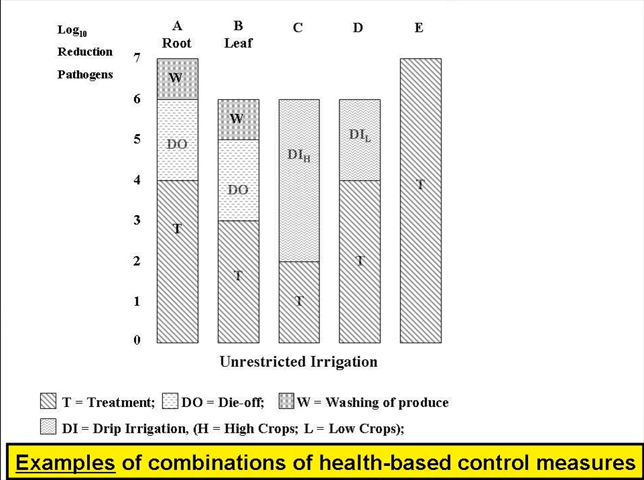 Log₁₀
Reduction
Pathogens
A
Root
B
Leaf
C
D
E
7
6
5
4
3
2
1
0
W
DO
T
W
DO
T
DIH
T
DIL
T
T
Unrestricted Irrigation
T = Treatment; DO = Die-off; W = Washing of produce
DI = Drip Irrigation, (H = High Crops; L = Low Crops);
Examples of combinations of health-based control measures